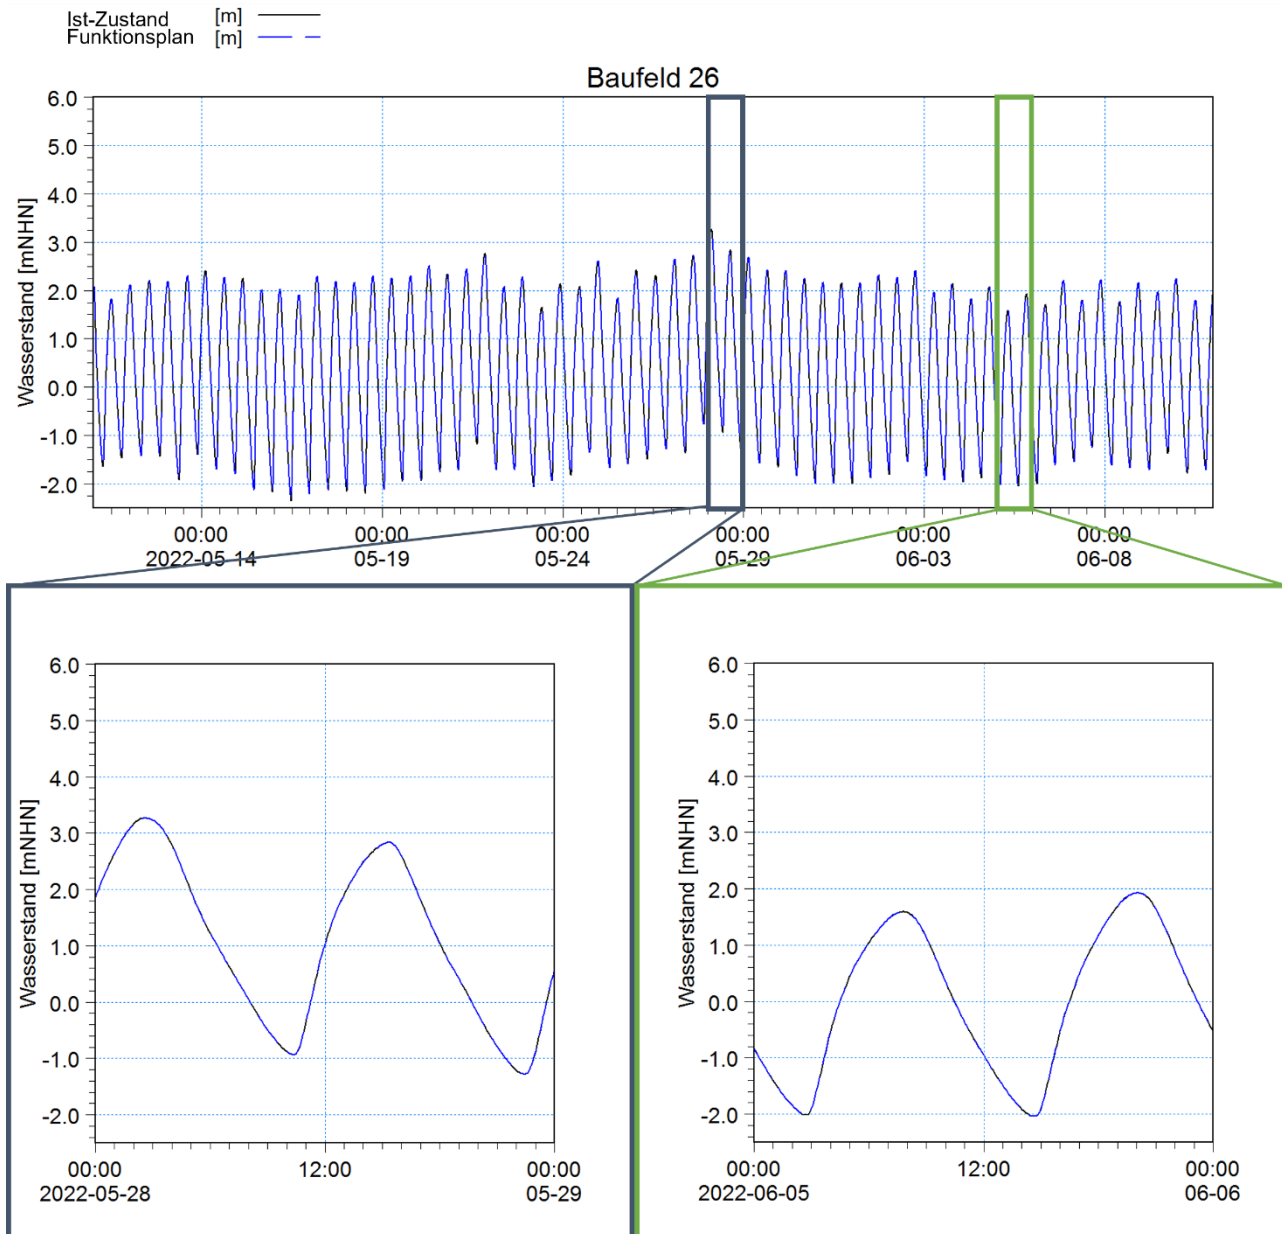 Ist-Zustand [m]
Funktionsplan [m]
Baufeld 26
Wasserstand [mNHN]
6.0
5.0
4.0
3.0
2.0
1.0
0.0
-1.0
-2.0
00:00 00:00 00:00 00:00 00:00 00:00
2022-05-14 05-19 05-24 05-29 06-03 06-08
Wasserstand [mNHN]
6.0
5.0
4.0
3.0
2.0
1.0
0.0
-1.0
-2.0
00:00 12:00 00:00
2022-05-28 05-29
Wasserstand [mNHN]
6.0
5.0
4.0
3.0
2.0
1.0
0.0
-1.0
-2.0
00:00 12:00 00:00
2022-06-05 06-06